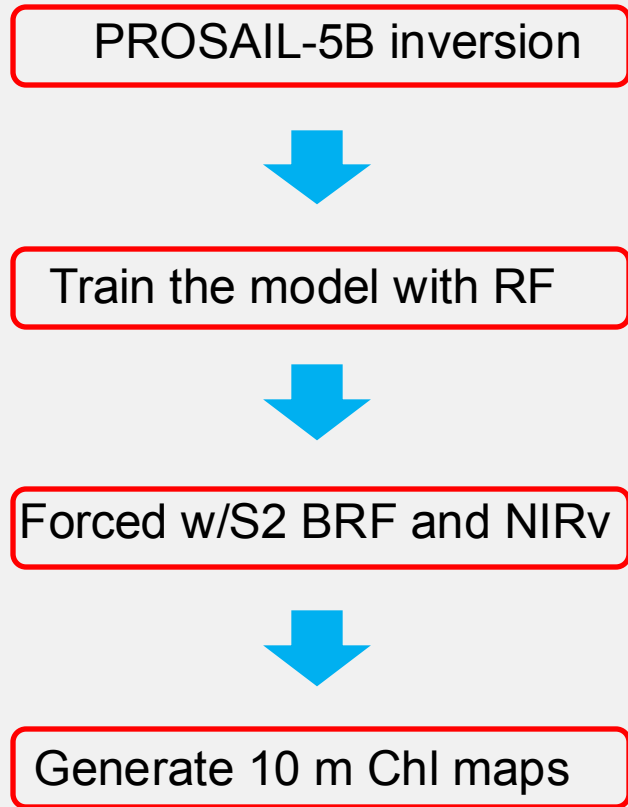 PROSAIL-5B inversion
Train the model with RF
Forced w/S2 BRF and NIRv
Generate 10 m Chl maps